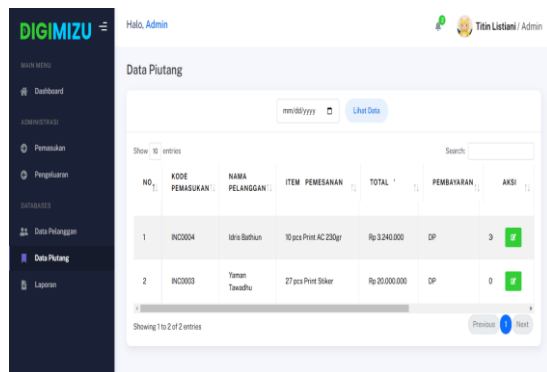 DIGIMIZU
Halo, Admin
3
Titin Listiani / Admin
MAIN MENU
Dashboard
ADMINISTRASI
Pemasukan
Pengeluaran
DATABASES
Data Pelanggan
Data Piutang
Laporan
Data Piutang
mm/dd/yyyy
Lihat Data
Show 10 entries
Search:
NO KODE PEMASUKAN NAMA PELANGGAN ITEM PEMESANAN TOTAL PEMBAYARAN AKSI
1 INC0004 Idris Bathiun 10 pcs Print AC 230gr Rp 3.240.000 DP
2 INC0003 Yaman Tawadhu 27 pcs Print Stiker Rp 20.000.000 DP
Showing 1 to 2 of 2 entries
Previous 1 Next